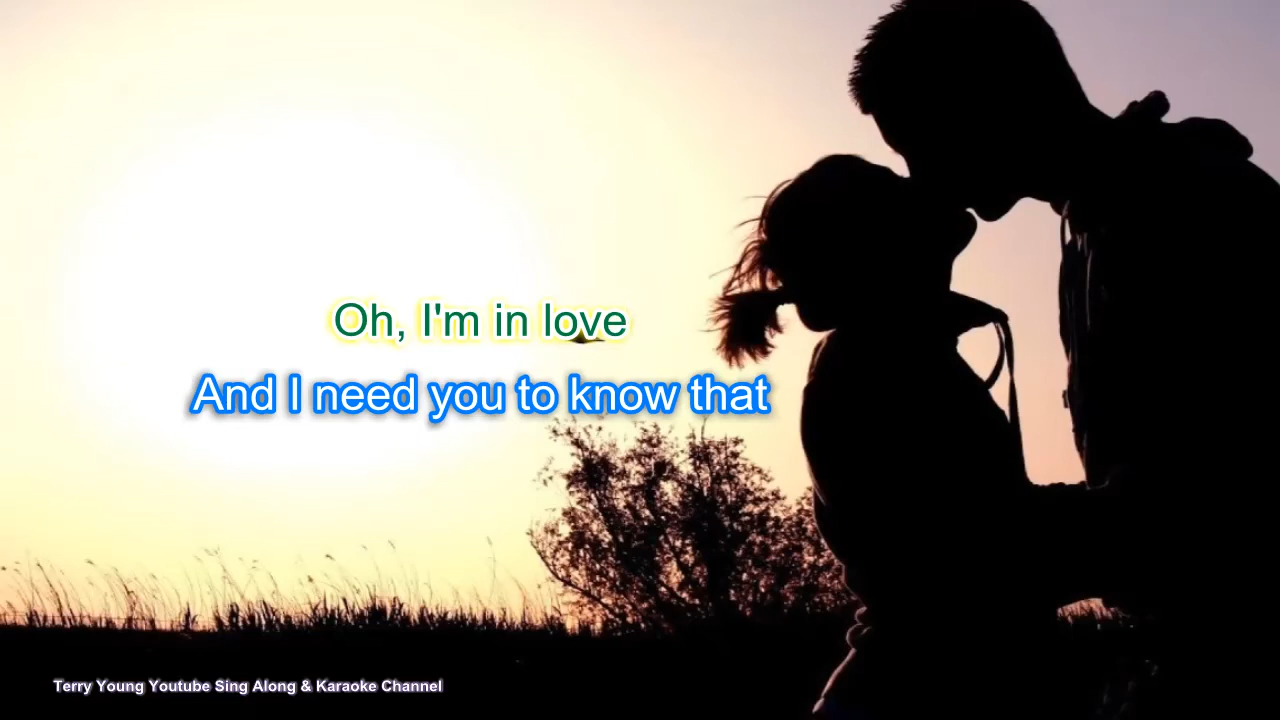 Oh, I'm in love
And I need you to know that
Terry Young Youtube Sing Along & Karaoke Channel